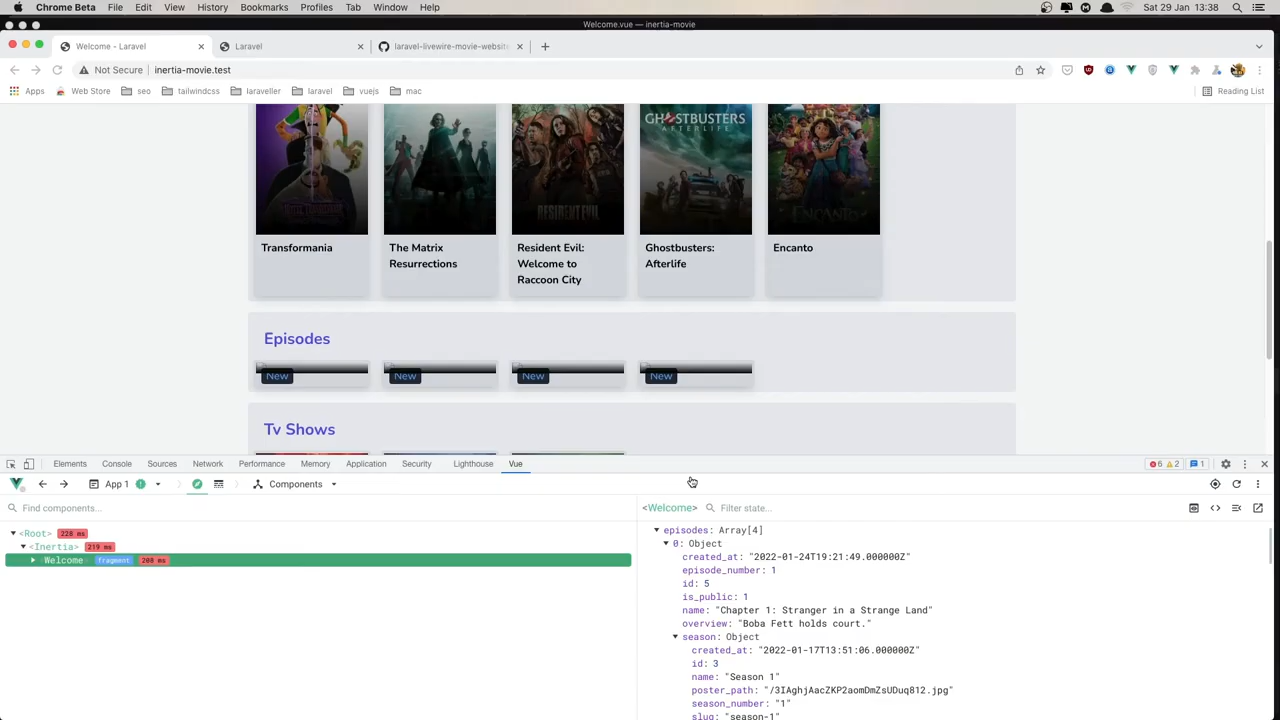 Chrome Beta File Edit View History Bookmarks Profiles Tab Window Help Sat 29 Jan 13:38
Welcome.vue — inertia-movie
Welcome - Laravel
Laravel
laravel-livewire-movie-website
Not Secure inertia-movie.test
Apps Web Store seo tailwindcss laraveller laravel vuejs mac Reading List
GHOSTBUSTERS
AFTERLIFE
RESIDENT EVIL
ENCANTO
Transformania
The Matrix
Resurrections
Resident Evil:
Welcome to
Raccoon City
Ghostbusters:
Afterlife
Encanto
Episodes
New
New
New
New
Tv Shows
Elements Console Sources Network Performance Memory Application Security Lighthouse Vue 6 2 1
App 1 Components
Find components...
<Root> 228 ms
<Inertia> 219 ms
Welcome fragment 208 ms
<Welcome> Filter state...
episodes: Array[4]
0: Object
created_at: "2022-01-24T19:21:49.000000Z"
episode_number: 1
id: 5
is_public: 1
name: "Chapter 1: Stranger in a Strange Land"
overview: "Boba Fett holds court."
season: Object
created_at: "2022-01-17T13:51:06.000000Z"
id: 3
name: "Season 1"
poster_path: "/3IAghjAacZKP2aomDmZsUDuq812.jpg"
season_number: "1"
slug: "season-1"